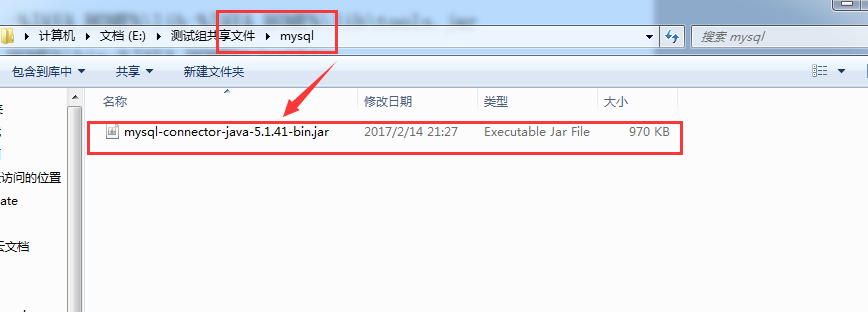 计算机 文档 (E:) 测试组共享文件 mysql 搜索 mysql
包含到库中 共享 新建文件夹
名称 修改日期 类型 大小
mysql-connector-java-5.1.41-bin.jar 2017/2/14 21:27 Executable Jar File 970 KB
访问的位置
ate
云文档